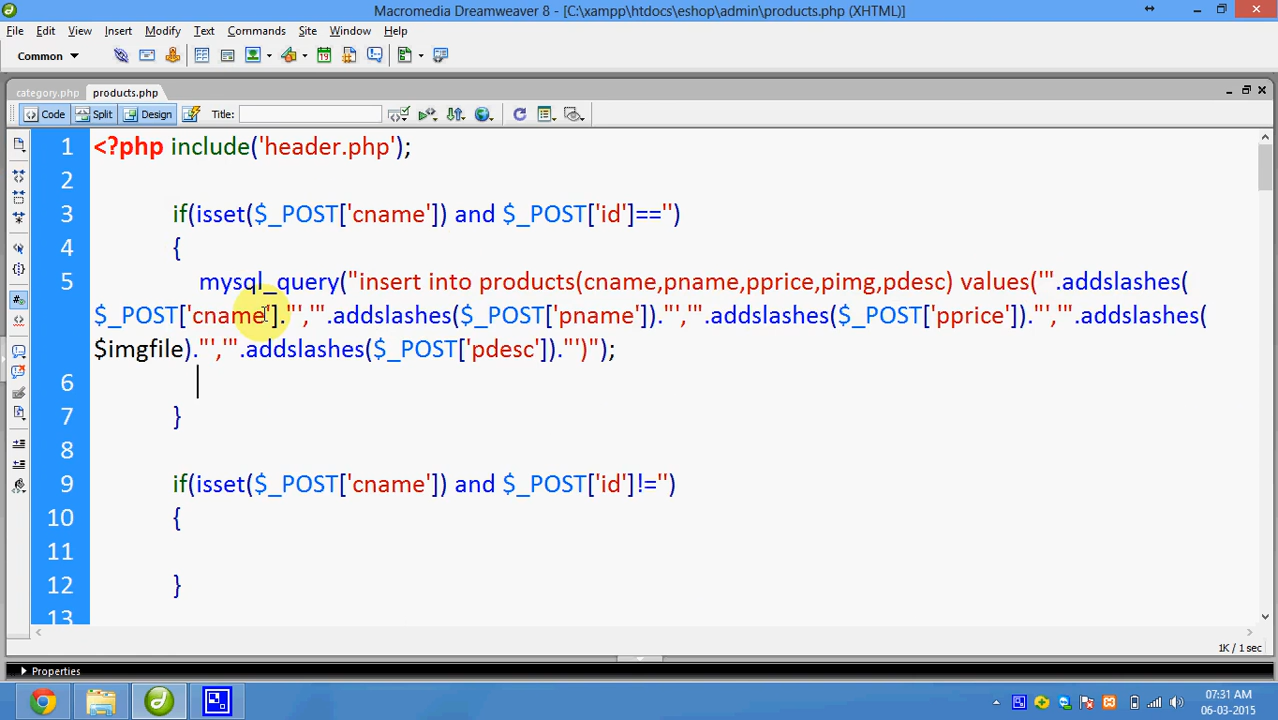 Macromedia Dreamweaver 8 - [C:\xampp\htdocs\eshop\admin\products.php (XHTML)]
File Edit View Insert Modify Text Commands Site Window Help
Common
category.php products.php
Code Split Design Title:
1 <?php include('header.php');
2
3 if(isset($_POST['cname']) and $_POST['id']=='')
4 {
5 mysql_query("insert into products(cname,pname,pprice,pimg,pdesc) values('".addslashes(
$_POST['cname']."','".addslashes($_POST['pname'])."','".addslashes($_POST['pprice'])."','".addslashes(
$imgfile)."','".addslashes($_POST['pdesc'])."')");
6
7 }
8
9 if(isset($_POST['cname']) and $_POST['id']!='')
10 {
11
12 }
13
1K / 1 sec
Properties
07:31 AM
06-03-2015